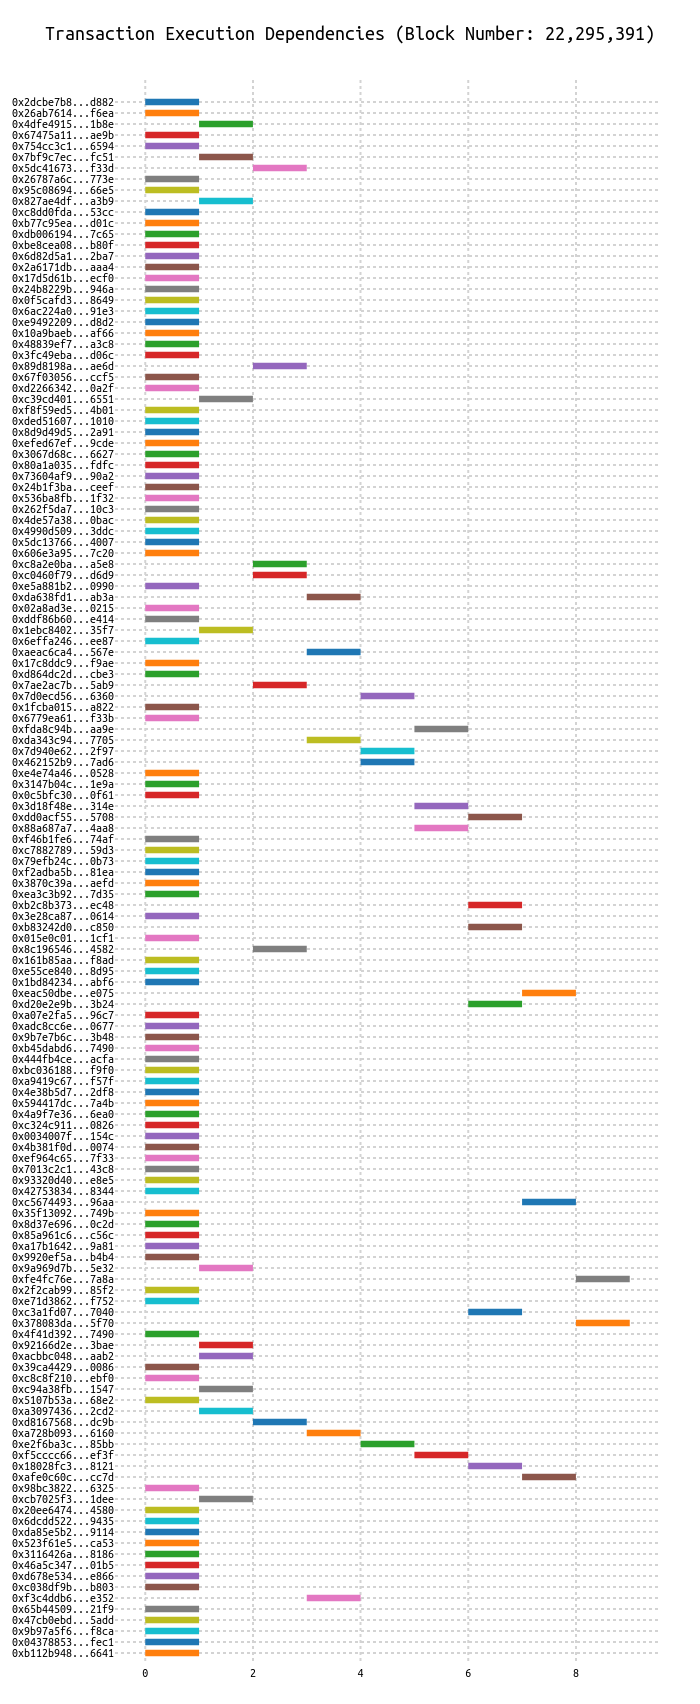 Transaction Execution Dependencies (Block Number: 22,295,391)
0x2dcbe7b8...d882
0x26ab7614...f6ea
0x4dfe4915...1b8e
0x67475a11...ae9b
0x754cc3c1...6594
0x7bf9c7ec...fc51
0x5dc41673...f33d
0x26787a6c...773e
0x95c08694...66e5
0x827ae4df...a3b9
0xc8dd0fda...53cc
0xb77c95ea...d01c
0xdb006194...7c65
0xbe8cea08...b80f
0x6d82d5a1...2ba7
0x2a6171db...aaa4
0x17d5d61b...ecf0
0x24b8229b...946a
0x0f5cafd3...8649
0x6ac224a0...91e3
0xe9492209...d8d2
0x10a9baeb...af66
0x48839ef7...a3c8
0x3fc49eba...d06c
0x89d8198a...ae6d
0x67f03056...ccf5
0xd2266342...0a2f
0xc39cd401...6551
0xf8f59ed5...4b01
0xded51607...1010
0x8d9d49d5...2a91
0xefed67ef...9cde
0x3067d68c...6627
0x80a1a035...fdfc
0x73604af9...90a2
0x24b1f3ba...ceef
0x536ba8fb...1f32
0x262f5da7...10c3
0x4de57a38...0bac
0x4990d509...3ddc
0x5dc13766...4007
0x606e3a95...7c20
0xc8a2e0ba...a5e8
0xc0460f79...d6d9
0xe5a881b2...0990
0xda638fd1...ab3a
0x02a8ad3e...0215
0xddf86b60...e414
0x1ebc8402...35f7
0x6effa246...ee87
0xaeac6ca4...567e
0x17c8ddc9...f9ae
0xd864dc2d...cbe3
0x7ae2ac7b...5ab9
0x7d0ecd56...6360
0x1fcba015...a822
0x6779ea61...f33b
0xfda8c94b...aa9e
0xda343c94...7705
0x7d940e62...2f97
0x462152b9...7ad6
0xe4e74a46...0528
0x3147b04c...1e9a
0x0c5bfc30...0f61
0x3d18f48e...314e
0xdd0acf55...5708
0x88a687a7...4aa8
0xf46b1fe6...74af
0xc7882789...59d3
0x79efb24c...0b73
0xf2adba5b...81ea
0x3870c39a...aefd
0xea3c3b92...7d35
0xb2c8b373...ec48
0x3e28ca87...0614
0xb83242d0...c850
0x015e0c01...1cf1
0x8c196546...4582
0x161b85aa...f8ad
0xe55ce840...8d95
0x1bd84234...abf6
0xeac50dbe...e075
0xd20e2e9b...3b24
0xa07e2fa5...96c7
0xadc8cc6e...0677
0x9b7e7b6c...3b48
0xb45dabd6...7490
0x444fb4ce...acfa
0xbc036188...f9f0
0xa9419c67...f57f
0x4e38b5d7...2df8
0x594417dc...7a4b
0x4a9f7e36...6ea0
0xc324c911...0826
0x0034007f...154c
0x4b381f0d...0074
0xef964c65...7f33
0x7013c2c1...43c8
0x93320d40...e8e5
0x42753834...8344
0xc5674493...96aa
0x35f13092...749b
0x8d37e696...0c2d
0x85a961c6...c56c
0xa17b1642...9a81
0x9920ef5a...b4b4
0x9a969d7b...5e32
0xfe4fc76e...7a8a
0x2f2cab99...85f2
0xe71d3862...f752
0xc3a1fd07...7040
0x378083da...5f70
0x4f41d392...7490
0x92166d2e...3bae
0xacbbc048...aab2
0x39ca4429...0086
0xc8c8f210...ebf0
0xc94a38fb...1547
0x5107b53a...68e2
0xa3097436...2cd2
0xd8167568...dc9b
0xa728b093...6160
0xe2f6ba3c...85bb
0xf5cccc66...ef3f
0x18028fc3...8121
0xafe0c60c...cc7d
0x98bc3822...6325
0xcb7025f3...1dee
0x20ee6474...4580
0x6dcdd522...9435
0xda85e5b2...9114
0x523f61e5...ca53
0x3116426a...8186
0x46a5c347...01b5
0xd678e534...e866
0xc038df9b...b803
0xf3c4ddb6...e352
0x65b44509...21f9
0x47cb0ebd...5add
0x9b97a5f6...f8ca
0x04378853...fec1
0xb112b948...6641
0 2 4 6 8